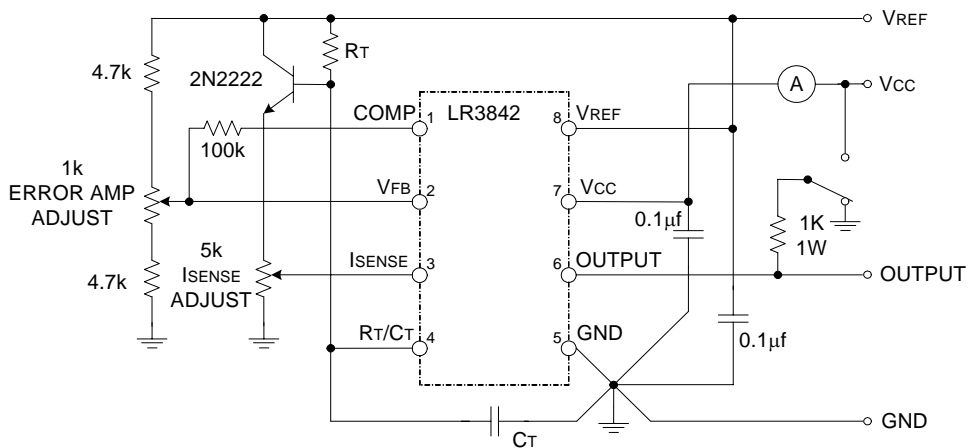 VREF
RT
4.7k
2N2222
A
VCC
COMP
1
LR3842
8
VREF
100k
1k
ERROR AMP
ADJUST
VFB
2
7
VCC
0.1µf
1K
1W
5k
ISENSE
ADJUST
ISENSE
3
6
OUTPUT
OUTPUT
4.7k
RT/CT
4
5
GND
0.1µf
CT
GND